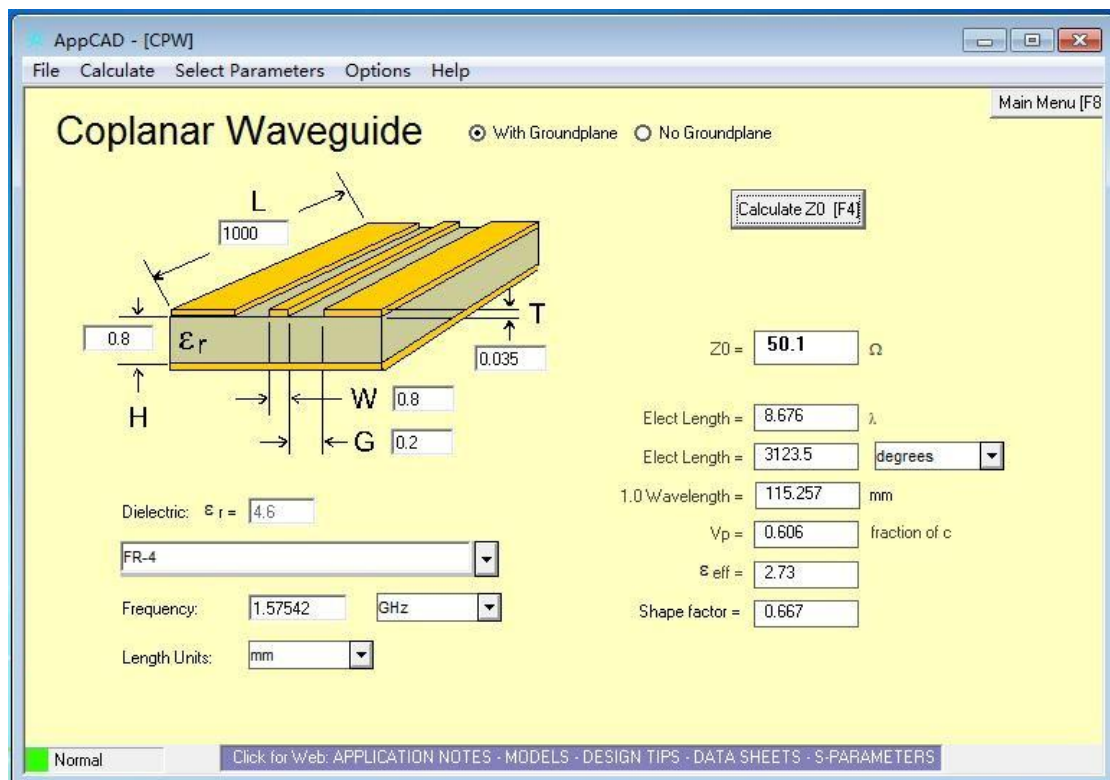 AppCAD - [CPW]
File Calculate Select Parameters Options Help
Main Menu [F8
Coplanar Waveguide
With Groundplane No Groundplane
L
1000
Calculate Z0 [F4]
0.8
εr
T
0.035
H
W 0.8
G 0.2
Z0 = 50.1 Ω
Elect Length = 8.676 λ
Elect Length = 3123.5 degrees
1.0 Wavelength = 115.257 mm
Vp = 0.606 fraction of c
ε eff = 2.73
Shape factor = 0.667
Dielectric: ε r = 4.6
FR-4
Frequency: 1.57542 GHz
Length Units: mm
Normal
Click for Web: APPLICATION NOTES - MODELS - DESIGN TIPS - DATA SHEETS - S-PARAMETERS